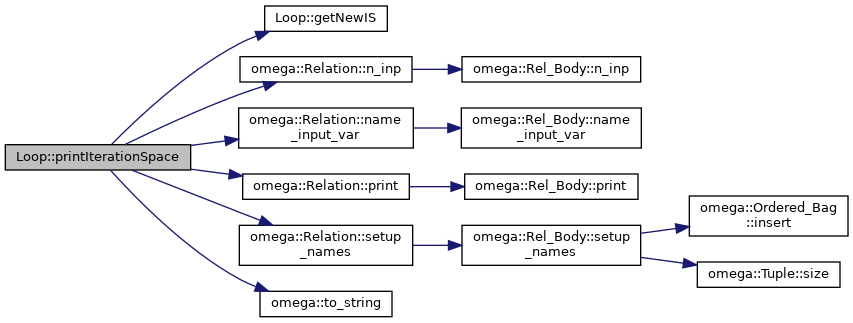 Loop::getNewIS
omega::Relation::n_inp
omega::Rel_Body::n_inp
omega::Relation::name
_input_var
omega::Rel_Body::name
_input_var
Loop::printIterationSpace
omega::Relation::print
omega::Rel_Body::print
omega::Relation::setup
_names
omega::Rel_Body::setup
_names
omega::Ordered_Bag
::insert
omega::Tuple::size
omega::to_string